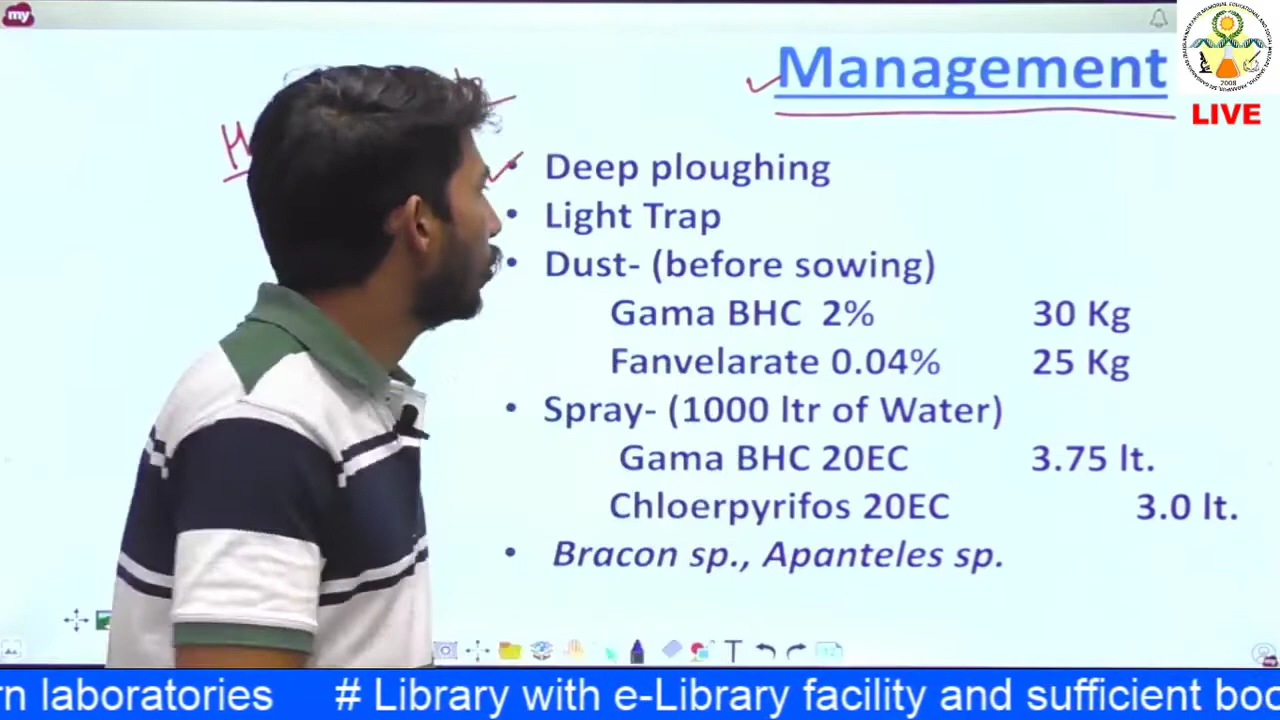 my
Management
2008
LIVE
Deep ploughing
Light Trap
Dust- (before sowing)
Gama BHC 2% 30 Kg
Fanvelarate 0.04% 25 Kg
Spray- (1000 ltr of Water)
Gama BHC 20EC 3.75 lt.
Chloerpyrifos 20EC 3.0 lt.
Bracon sp., Apanteles sp.
rn laboratories # Library with e-Library facility and sufficient boo